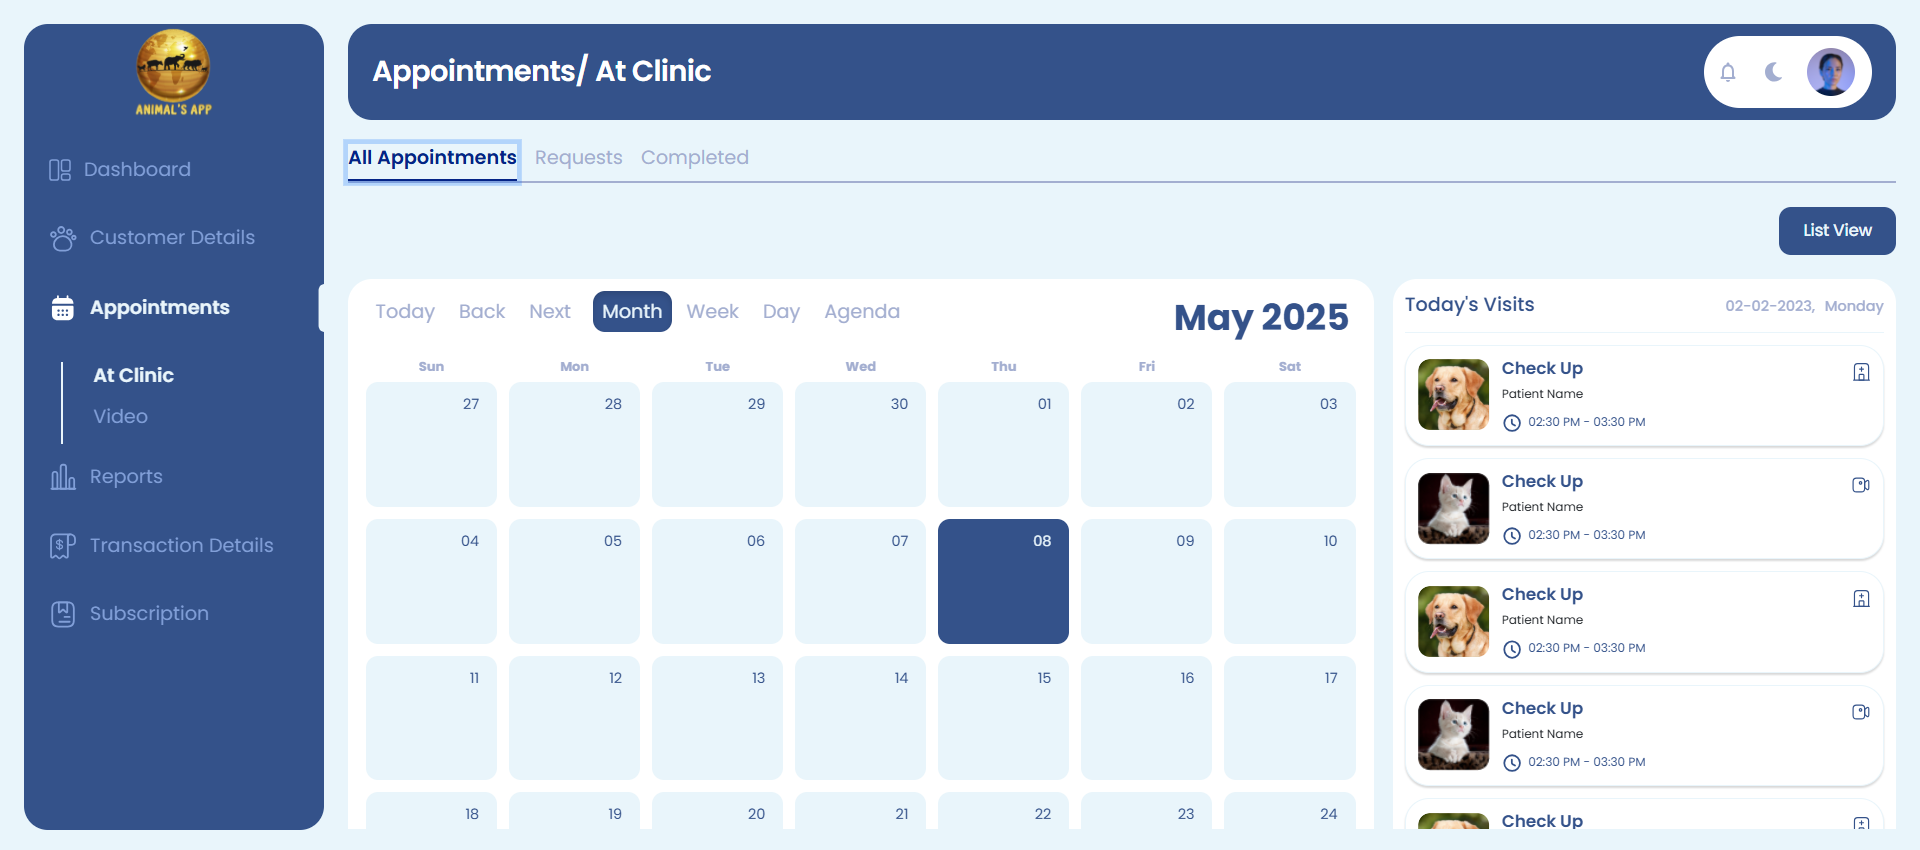 ANIMAL'S APP
Dashboard
Customer Details
Appointments
At Clinic
Video
Reports
Transaction Details
Subscription
Appointments/ At Clinic
All Appointments Requests Completed
List View
Today Back Next Month Week Day Agenda May 2025
Sun Mon Tue Wed Thu Fri Sat
27 28 29 30 01 02 03
04 05 06 07 08 09 10
11 12 13 14 15 16 17
18 19 20 21 22 23 24
Today's Visits 02-02-2023, Monday
Check Up
Patient Name
02:30 PM - 03:30 PM
Check Up
Patient Name
02:30 PM - 03:30 PM
Check Up
Patient Name
02:30 PM - 03:30 PM
Check Up
Patient Name
02:30 PM - 03:30 PM
Check Up